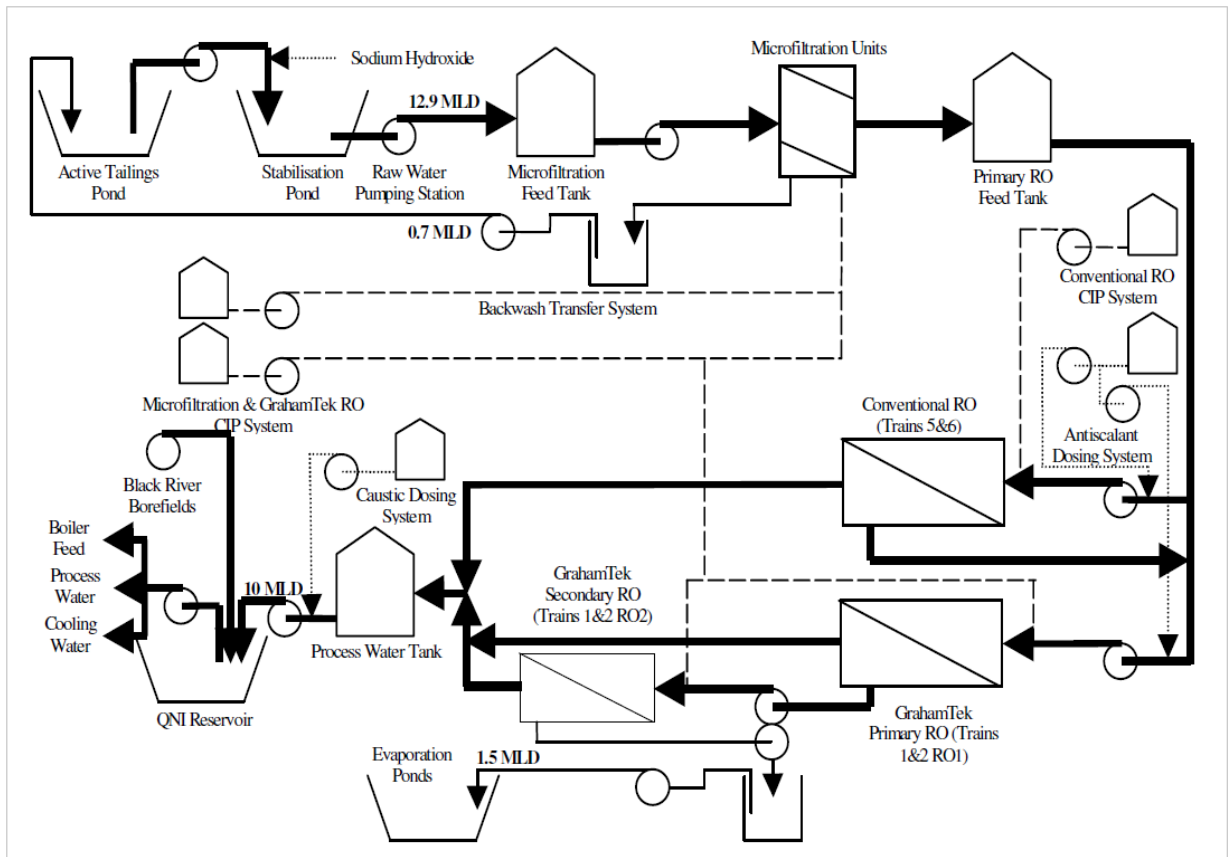 Sodium Hydroxide
Microfiltration Units
12.9 MLD
Active Tailings
Pond
Stabilisation
Pond
Raw Water
Pumping Station
Microfiltration
Feed Tank
Primary RO
Feed Tank
0.7 MLD
Backwash Transfer System
Conventional RO
CIP System
Microfiltration & GrahamTek RO
CIP System
Conventional RO
(Trains 5&6)
Antiscalant
Dosing System
Black River
Borefields
Caustic Dosing
System
Boiler
Feed
Process
Water
Cooling
Water
10 MLD
Process Water Tank
GrahamTek
Secondary RO
(Trains 1&2 RO2)
QNI Reservoir
GrahamTek
Primary RO (Trains
1&2 RO1)
Evaporation
Ponds
1.5 MLD